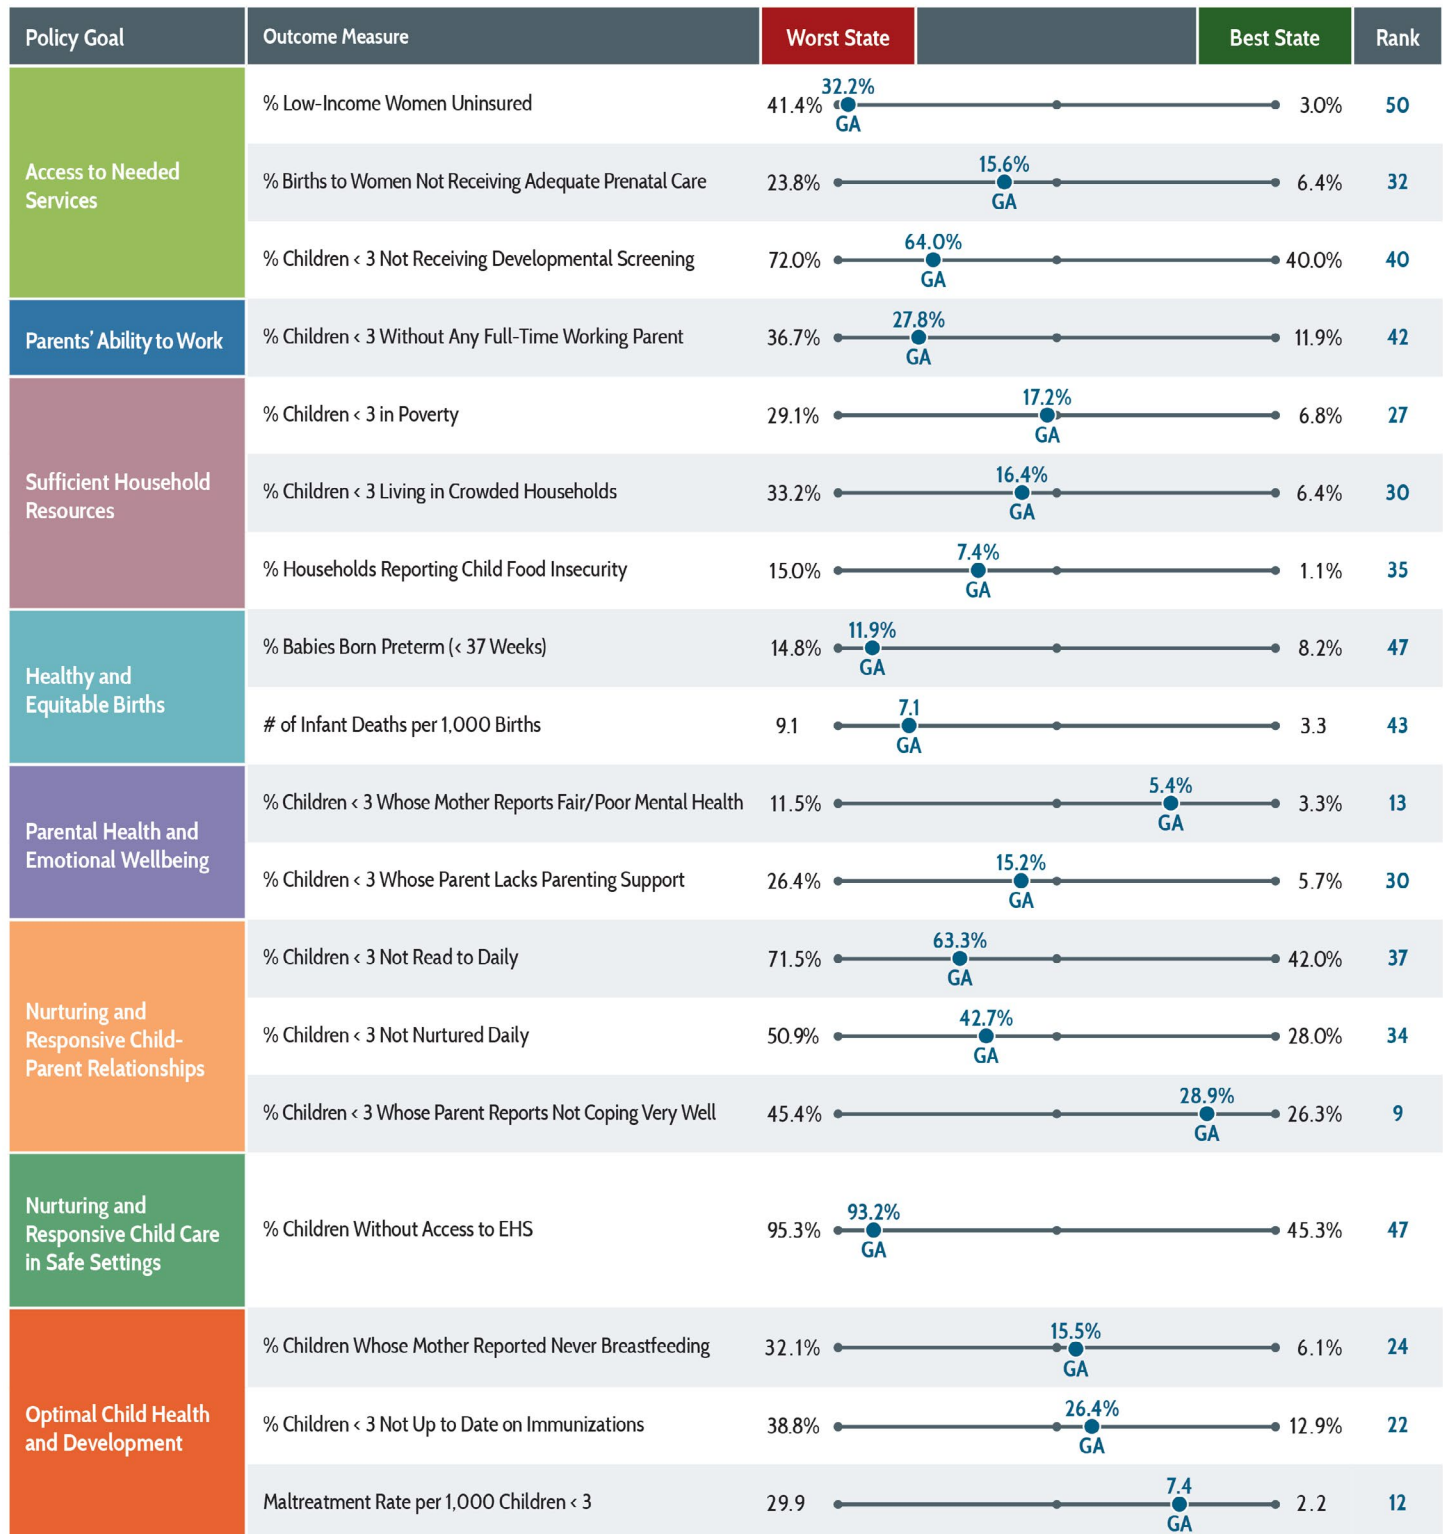 Policy Goal
Outcome Measure
Worst State
Best State
Rank
Access to Needed
Services
% Low-Income Women Uninsured
41.4%
32.2%
GA
3.0%
50
% Births to Women Not Receiving Adequate Prenatal Care
23.8%
15.6%
GA
6.4%
32
% Children < 3 Not Receiving Developmental Screening
72.0%
64.0%
GA
40.0%
40
Parents' Ability to Work
% Children < 3 Without Any Full-Time Working Parent
36.7%
27.8%
GA
11.9%
42
Sufficient Household
Resources
% Children < 3 in Poverty
29.1%
17.2%
GA
6.8%
27
% Children < 3 Living in Crowded Households
33.2%
16.4%
GA
6.4%
30
% Households Reporting Child Food Insecurity
15.0%
7.4%
GA
1.1%
35
Healthy and
Equitable Births
% Babies Born Preterm (< 37 Weeks)
14.8%
11.9%
GA
8.2%
47
# of Infant Deaths per 1,000 Births
9.1
7.1
GA
3.3
43
Parental Health and
Emotional Wellbeing
% Children < 3 Whose Mother Reports Fair/Poor Mental Health
11.5%
5.4%
GA
3.3%
13
% Children < 3 Whose Parent Lacks Parenting Support
26.4%
15.2%
GA
5.7%
30
Nurturing and
Responsive Child-
Parent Relationships
% Children < 3 Not Read to Daily
71.5%
63.3%
GA
42.0%
37
% Children < 3 Not Nurtured Daily
50.9%
42.7%
GA
28.0%
34
% Children < 3 Whose Parent Reports Not Coping Very Well
45.4%
28.9%
GA
26.3%
9
Nurturing and
Responsive Child Care
in Safe Settings
% Children Without Access to EHS
95.3%
93.2%
GA
45.3%
47
Optimal Child Health
and Development
% Children Whose Mother Reported Never Breastfeeding
32.1%
15.5%
GA
6.1%
24
% Children < 3 Not Up to Date on Immunizations
38.8%
26.4%
GA
12.9%
22
Maltreatment Rate per 1,000 Children < 3
29.9
7.4
GA
2.2
12